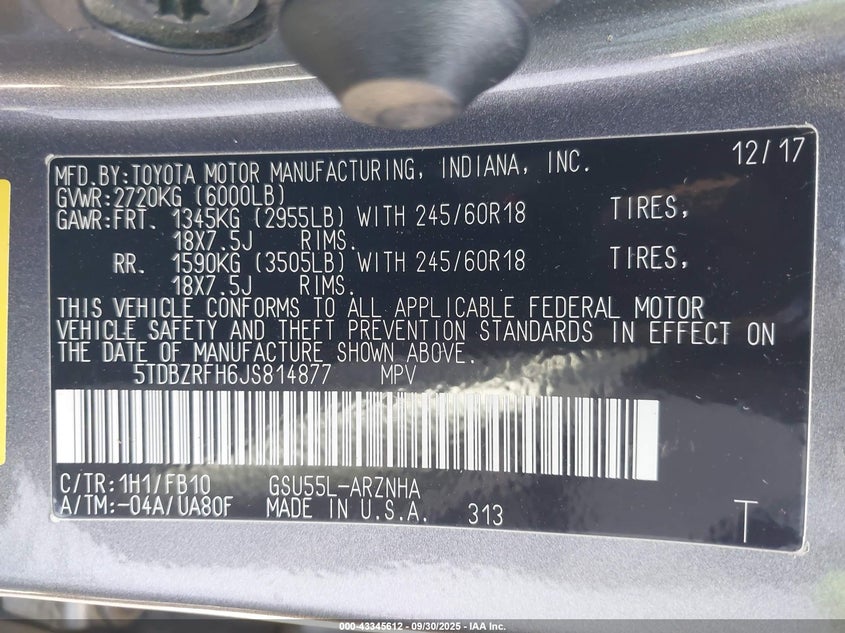 12/17
MFD.BY:TOYOTA MOTOR MANUFACTURING, INDIANA, INC.
GVWR:2720KG (6000LB)
GAWR:FRT. 1345KG (2955LB) WITH 245/60R18 TIRES,
18X7.5J RIMS.
RR. 1590KG (3505LB) WITH 245/60R18 TIRES,
18X7.5J RIMS.
THIS VEHICLE CONFORMS TO ALL APPLICABLE FEDERAL MOTOR
VEHICLE SAFETY AND THEFT PREVENTION STANDARDS IN EFFECT ON
THE DATE OF MANUFACTURE SHOWN ABOVE.
5TDBZRFH6JS814877 MPV
C/TR:1H1/FB10 GSU55L-ARZNHA
A/TM:-04A/UA80F MADE IN U.S.A. 313 T
000-43345612 - 09/30/2025 - IAA Inc.